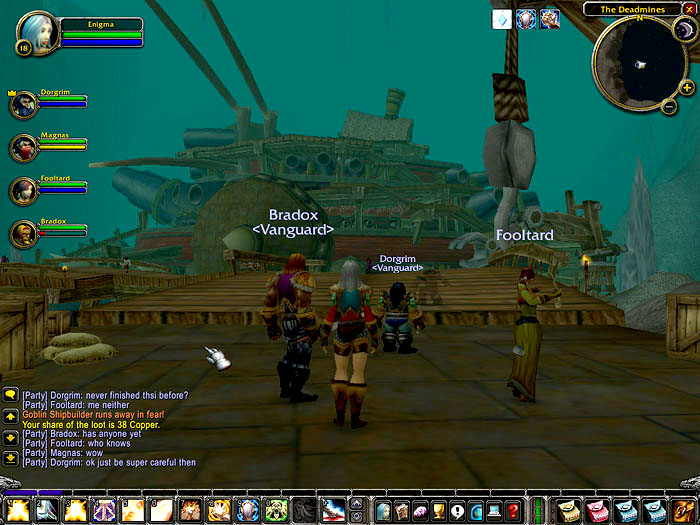 Enigma
The Deadmines
N
18
Dorgrim
Magnas
Fooltard
Bradox
Bradox
<Vanguard>
Fooltard
Dorgrim
<Vanguard>
[Party] Dorgrim: never finished thsi before?
[Party] Fooltard: me neither
Goblin Shipbuilder runs away in fear!
Your share of the loot is 38 Copper.
[Party] Bradox: has anyone yet
[Party] Fooltard: who knows
[Party] Magnas: wow
[Party] Dorgrim: ok just be super careful then